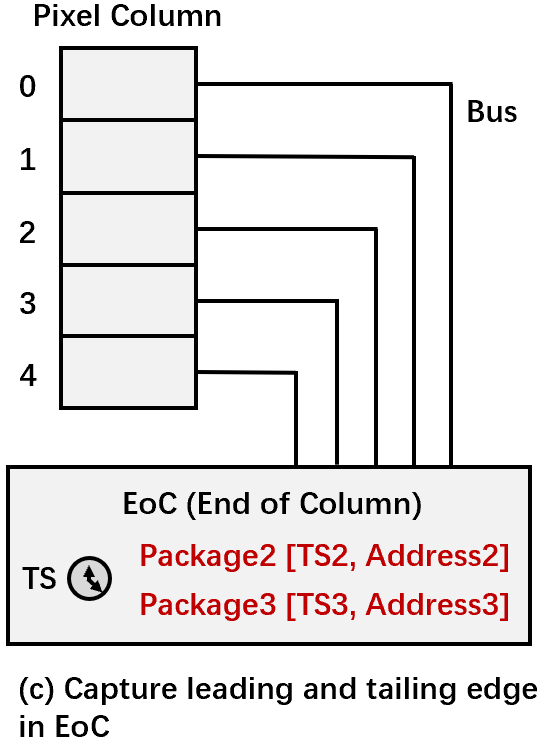 Pixel Column
0
Bus
1
2
3
4
EoC (End of Column)
TS
Package2 [TS2, Address2]
Package3 [TS3, Address3]
(c) Capture leading and tailing edge
in EoC